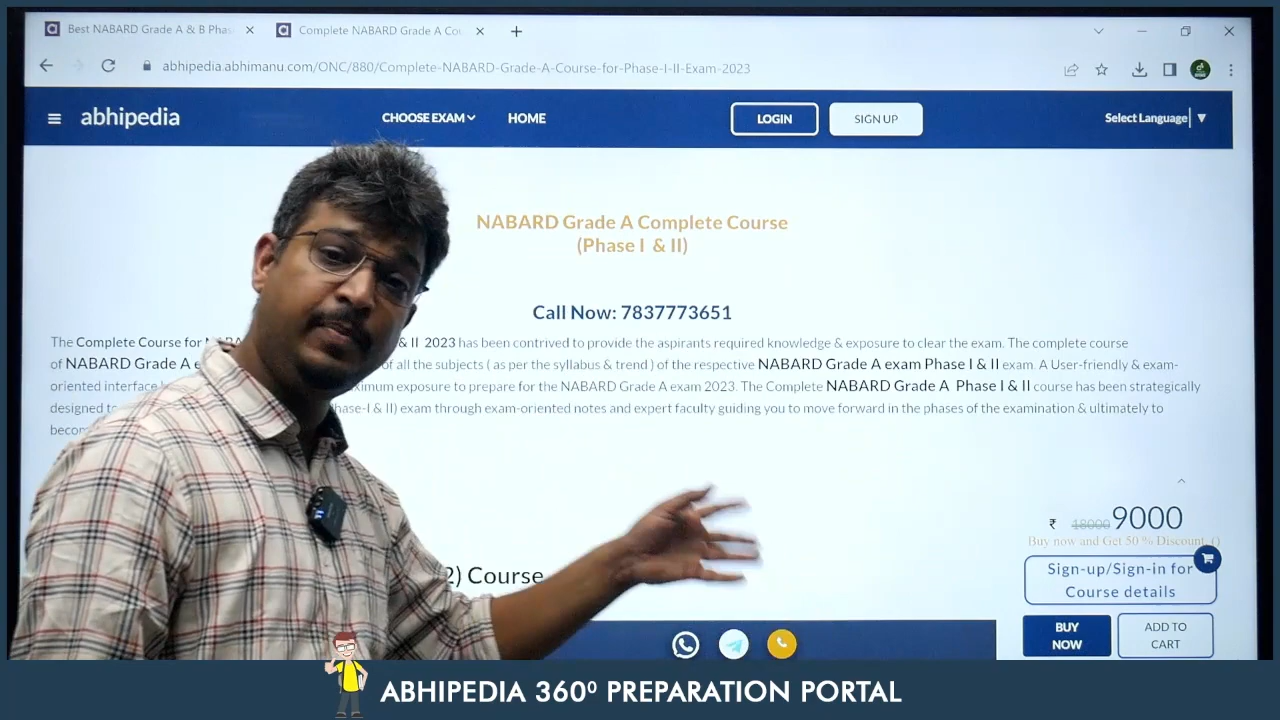 Best NABARD Grade A & B Phas
Complete NABARD Grade A Cou
abhipedia.abhimanu.com/ONC/880/Complete-NABARD-Grade-A-Course-for-Phase-I-II-Exam-2023
abhipedia
CHOOSE EXAM
HOME
LOGIN
SIGN UP
Select Language
NABARD Grade A Complete Course
(Phase I & II)
Call Now: 7837773651
The Complete Course for & II 2023 has been contrived to provide the aspirants required knowledge & exposure to clear the exam. The complete course
of NABARD Grade A of all the subjects ( as per the syllabus & trend ) of the respective NABARD Grade A exam Phase I & II exam. A User-friendly & exam-
oriented interface to prepare for the NABARD Grade A exam 2023. The Complete NABARD Grade A Phase I & II course has been strategically
designed -I & II) exam through exam-oriented notes and expert faculty guiding you to move forward in the phases of the examination & ultimately to
₹ 18000 9000
Buy now and Get 50 % Discount. ()
Sign-up/Sign-in for
Course details
2) Course
BUY
NOW
ADD TO
CART
ABHIPEDIA 360⁰ PREPARATION PORTAL